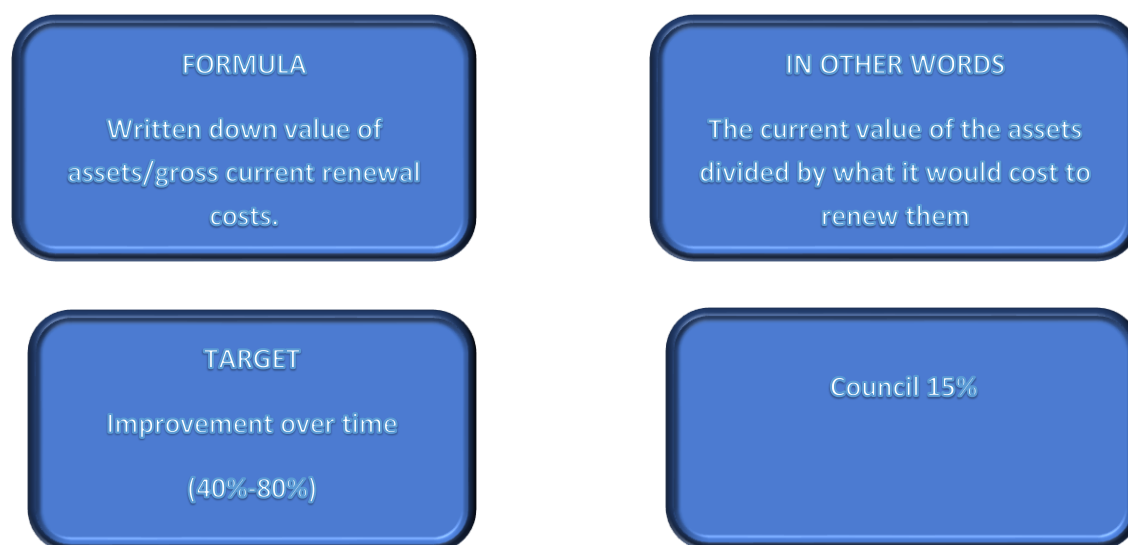 FORMULA
Written down value of
assets/gross current renewal
costs.
IN OTHER WORDS
The current value of the assets
divided by what it would cost to
renew them
TARGET
Improvement over time
(40%-80%)
Council 15%